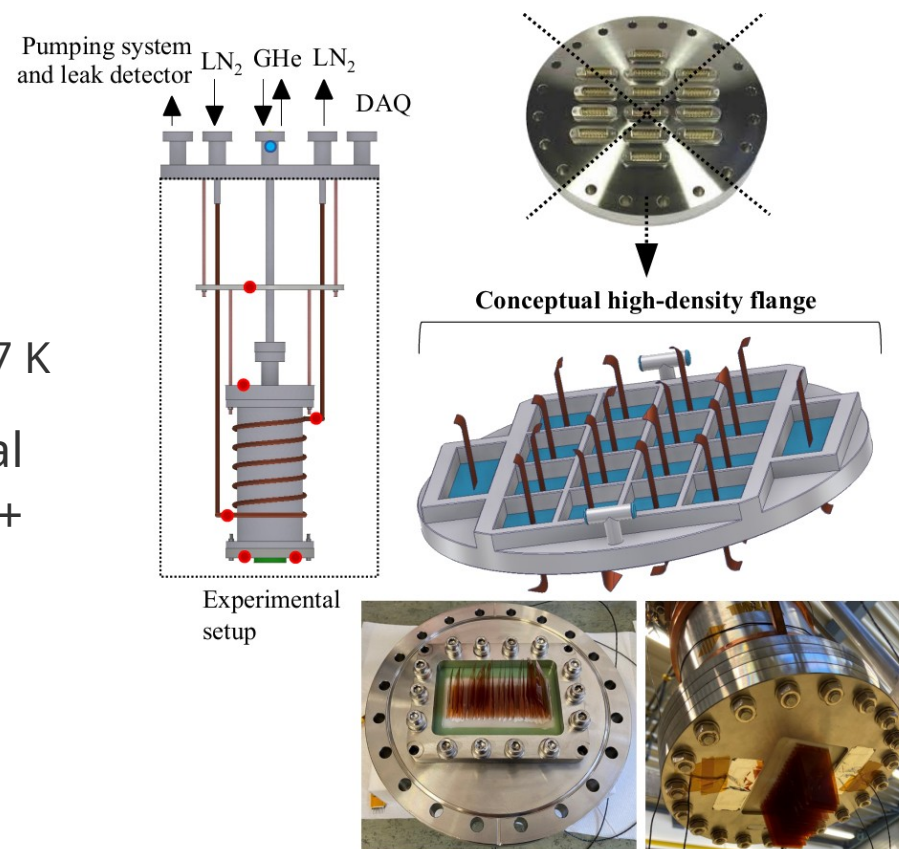 Pumping system
and leak detector
LN₂
GHe
LN₂
DAQ
7 K
al
+
Conceptual high-density flange
Experimental
setup